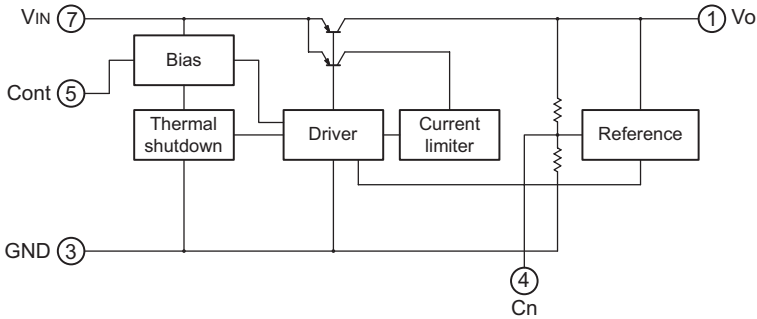 VIN 7
1 Vo
Bias
Cont 5
Thermal
shutdown
Driver
Current
limiter
Reference
GND 3
4
Cn